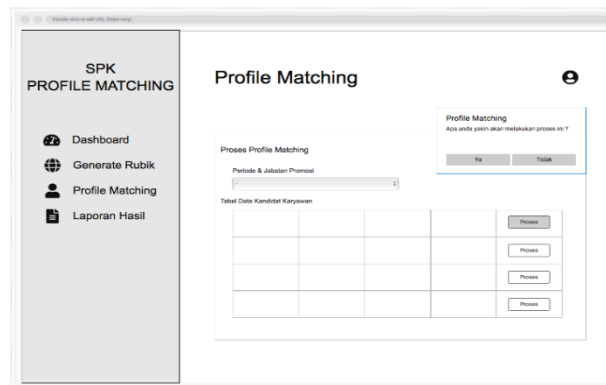 Double click to edit URL (https only)
SPK
PROFILE MATCHING
Dashboard
Generate Rubik
Profile Matching
Laporan Hasil
Profile Matching
Profile Matching
Apa anda yakin akan melakukan proses ini ?
Ya
Tidak
Proses Profile Matching
Periode & Jabatan Promosi
-
Tabel Data Kandidat Karyawan
Proses
Proses
Proses
Proses